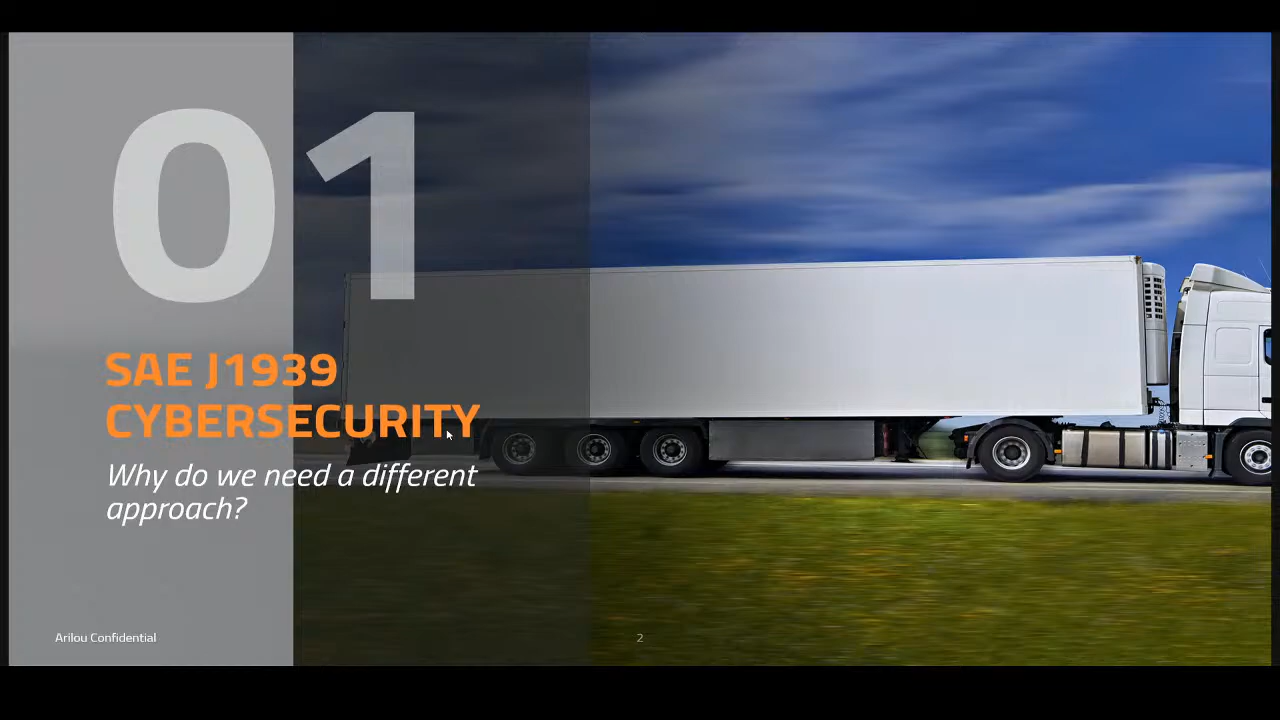 01
SAE J1939
CYBERSECURITY
Why do we need a different
approach?
Arilou Confidential
2